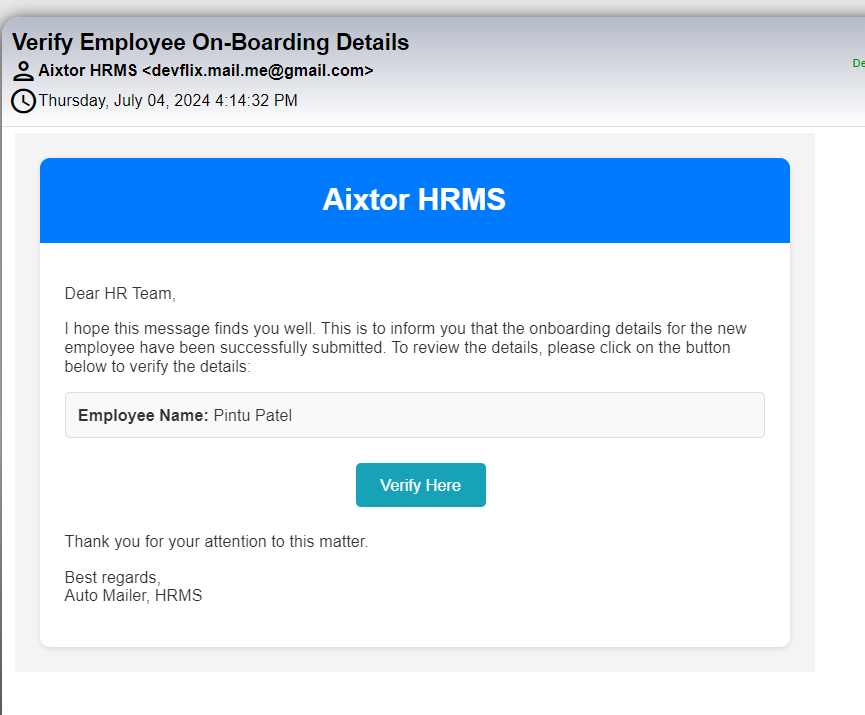 Verify Employee On-Boarding Details
Aixtor HRMS <devflix.mail.me@gmail.com>
Thursday, July 04, 2024 4:14:32 PM
Aixtor HRMS
Dear HR Team,
I hope this message finds you well. This is to inform you that the onboarding details for the new
employee have been successfully submitted. To review the details, please click on the button
below to verify the details:
Employee Name: Pintu Patel
Verify Here
Thank you for your attention to this matter.
Best regards,
Auto Mailer, HRMS